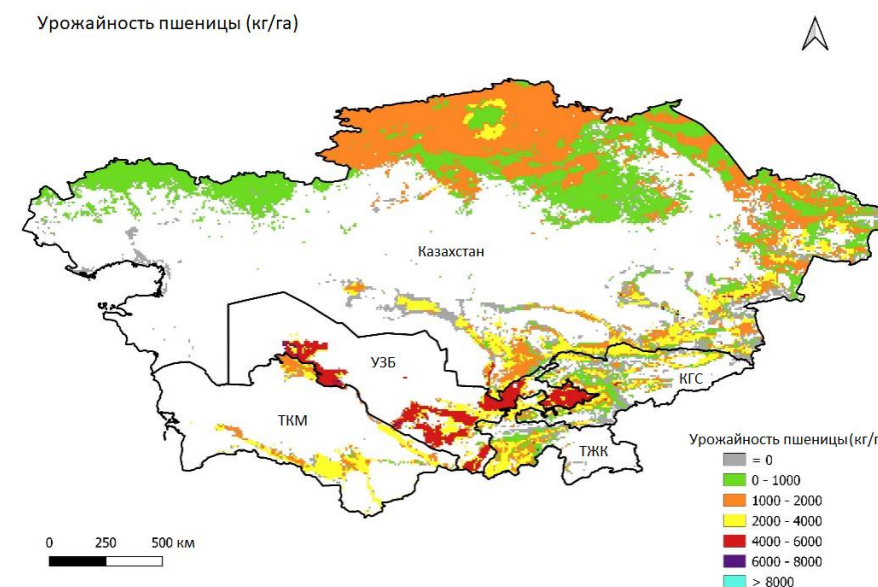 Урожайность пшеницы (кг/га)
Казахстан
УЗБ
КГС
ТКМ
ТЖК
Урожайность пшеницы(кг/г
= 0
0 - 1000
1000 - 2000
2000 - 4000
4000 - 6000
6000 - 8000
> 8000
0 250 500 км